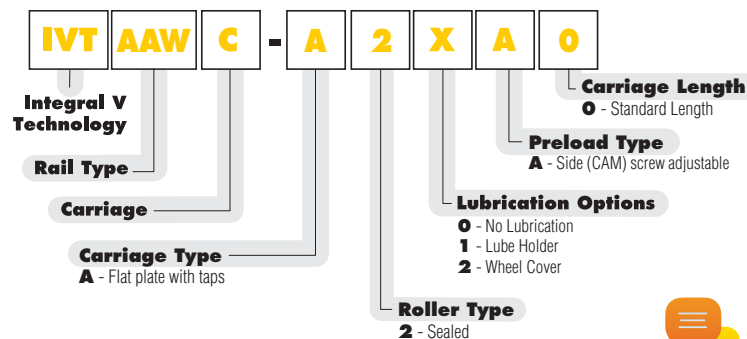 IVT AAW C - A 2 X A 0
Integral V
Technology
Rail Type
Carriage
Carriage Type
A - Flat plate with taps
Carriage Length
0 - Standard Length
Preload Type
A - Side (CAM) screw adjustable
Lubrication Options
0 - No Lubrication
1 - Lube Holder
2 - Wheel Cover
Roller Type
2 - Sealed